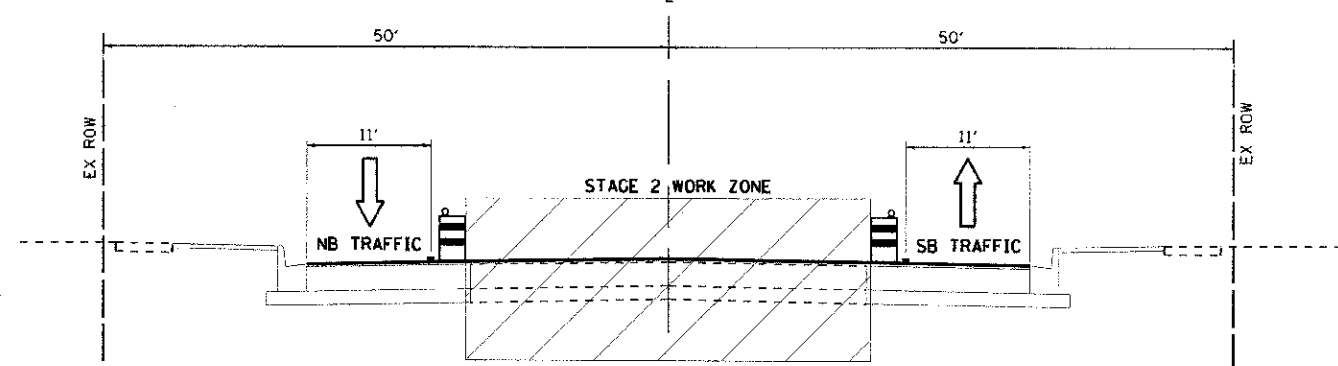 50'
50'
EX ROW
11'
11'
EX ROW
STAGE 2 WORK ZONE
NB TRAFFIC
SB TRAFFIC